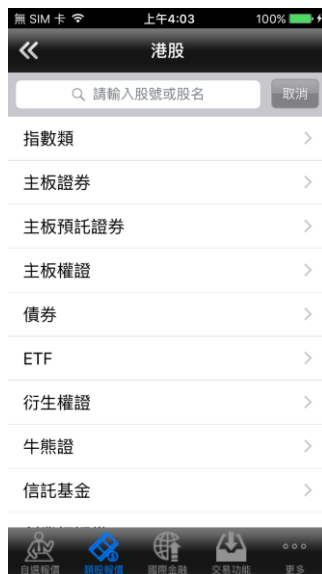 無 SIM 卡 上午4:03 100%
港股
請輸入股號或股名 取消
指數類
主板證券
主板預託證券
主板權證
債券
ETF
衍生權證
牛熊證
信託基金
自選報價 類股報價 國際金融 交易功能 更多